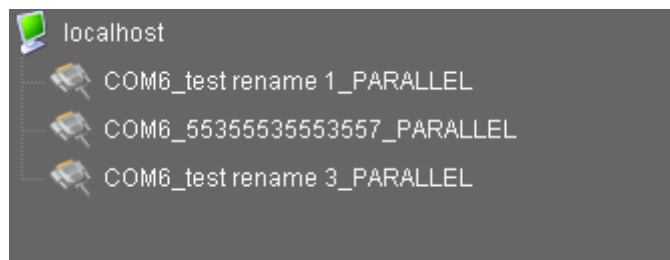 localhost
COM6_test rename 1_PARALLEL
COM6_55355535553557_PARALLEL
COM6_test rename 3_PARALLEL